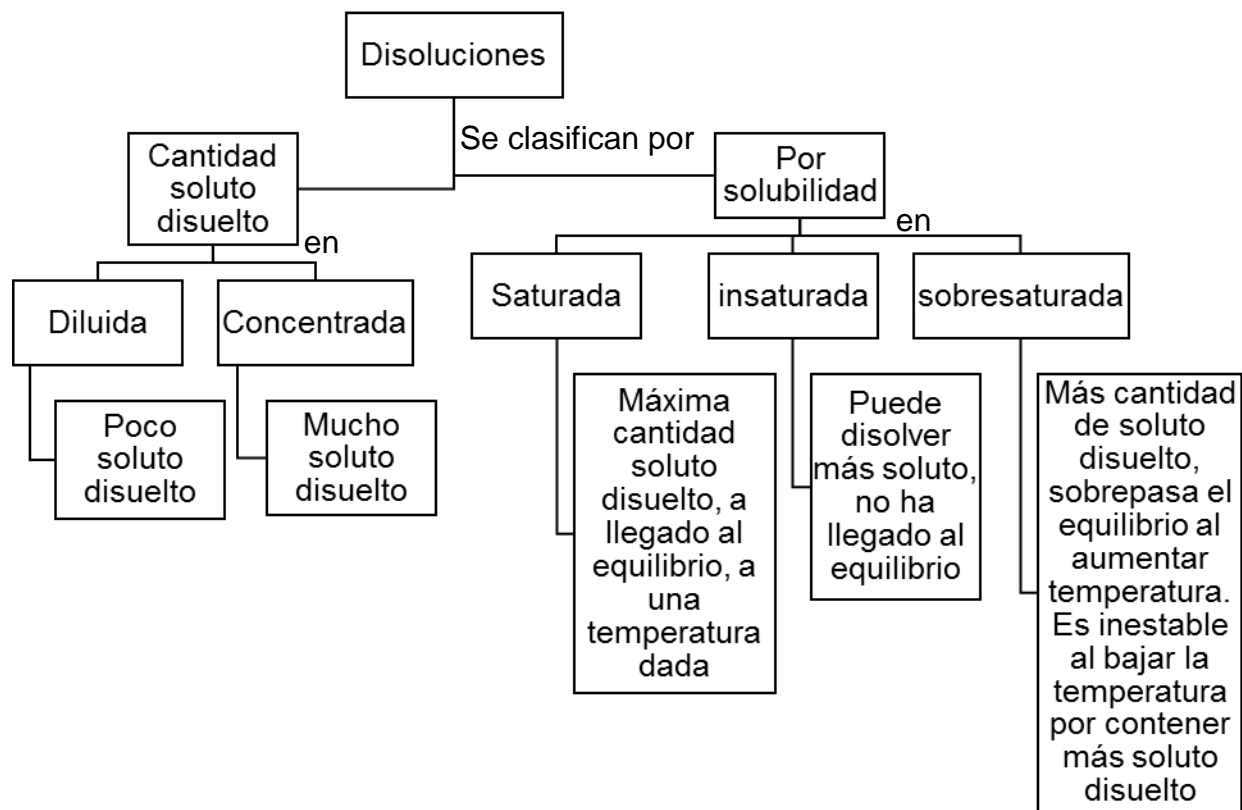 Disoluciones
Se clasifican por
Cantidad
soluto
disuelto
en
Diluida
Concentrada
Poco
soluto
disuelto
Mucho
soluto
disuelto
Por
solubilidad
en
Saturada
insaturada
sobresaturada
Máxima
cantidad
soluto
disuelto, a
llegado al
equilibrio, a
una
temperatura
dada
Puede
disolver
más soluto,
no ha
llegado al
equilibrio
Más cantidad
de soluto
disuelto,
sobrepasa el
equilibrio al
aumentar
temperatura.
Es inestable
al bajar la
temperatura
por contener
más soluto
disuelto